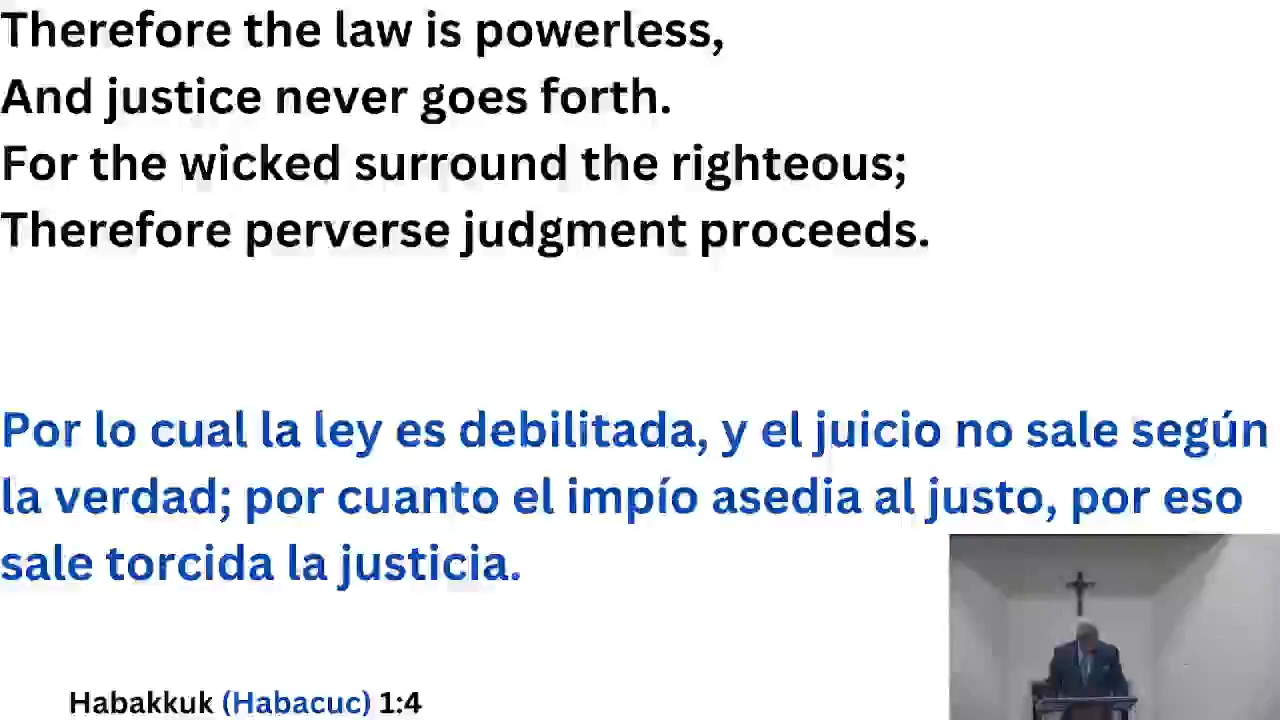 Therefore the law is powerless,
And justice never goes forth.
For the wicked surround the righteous;
Therefore perverse judgment proceeds.
Por lo cual la ley es debilitada, y el juicio no sale según
la verdad; por cuanto el impío asedia al justo, por eso
sale torcida la justicia.
Habakkuk (Habacuc) 1:4